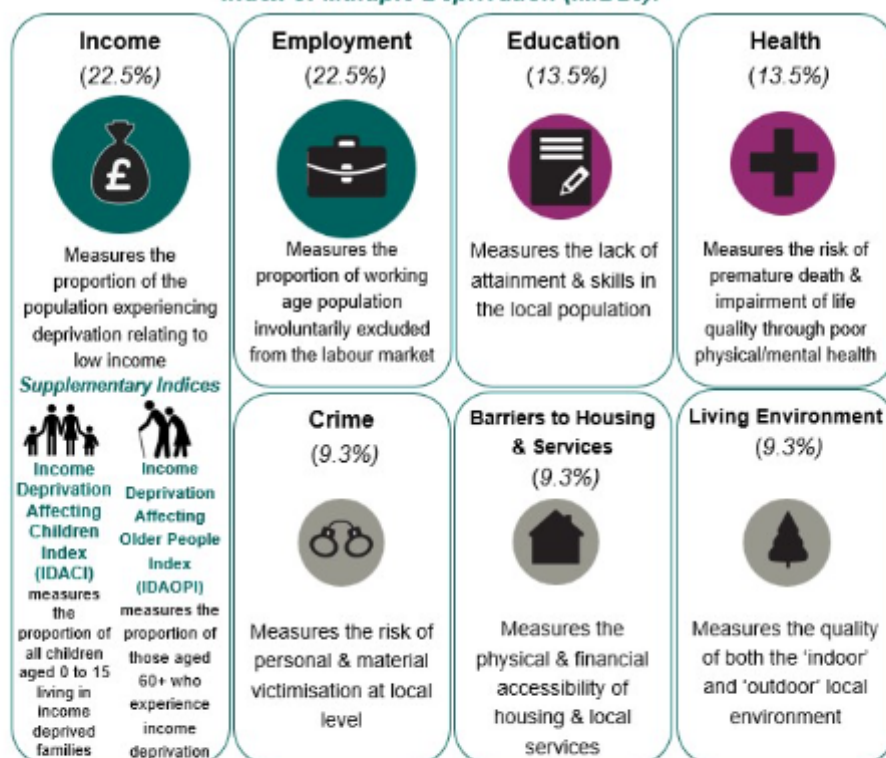 Income
(22.5%)
£
Measures the
proportion of the
population experiencing
deprivation relating to
low income
Supplementary Indices
Income
Deprivation
Affecting
Children
Index
(IDACI)
measures
the
proportion of
all children
aged 0 to 15
living in
income
deprived
families
Income
Deprivation
Affecting
Older People
Index
(IDAOPI)
measures the
proportion of
those aged
60+ who
experience
income
deprivation
Employment
(22.5%)
Measures the
proportion of working
age population
involuntarily excluded
from the labour market
Education
(13.5%)
Measures the lack of
attainment & skills in
the local population
Health
(13.5%)
Measures the risk of
premature death &
impairment of life
quality through poor
physical/mental health
Crime
(9.3%)
Measures the risk of
personal & material
victimisation at local
level
Barriers to Housing
& Services
(9.3%)
Measures the
physical & financial
accessibility of
housing & local
services
Living Environment
(9.3%)
Measures the quality
of both the ‘indoor’
and ‘outdoor’ local
environment